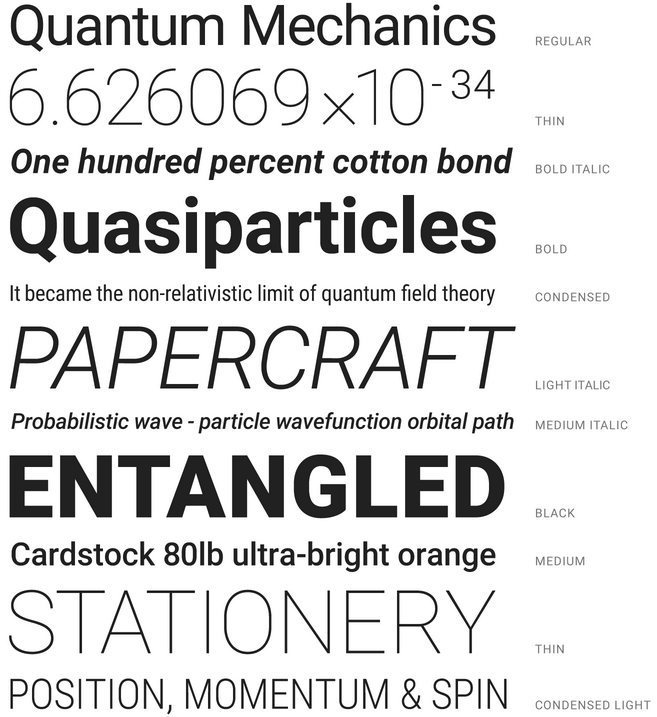 Quantum Mechanics REGULAR
6.626069×10⁻³⁴ THIN
One hundred percent cotton bond BOLD ITALIC
Quasiparticles BOLD
It became the non-relativistic limit of quantum field theory CONDENSED
PAPERCRAFT LIGHT ITALIC
Probabilistic wave - particle wavefunction orbital path MEDIUM ITALIC
ENTANGLED BLACK
Cardstock 80lb ultra-bright orange MEDIUM
STATIONERY THIN
POSITION, MOMENTUM & SPIN CONDENSED LIGHT